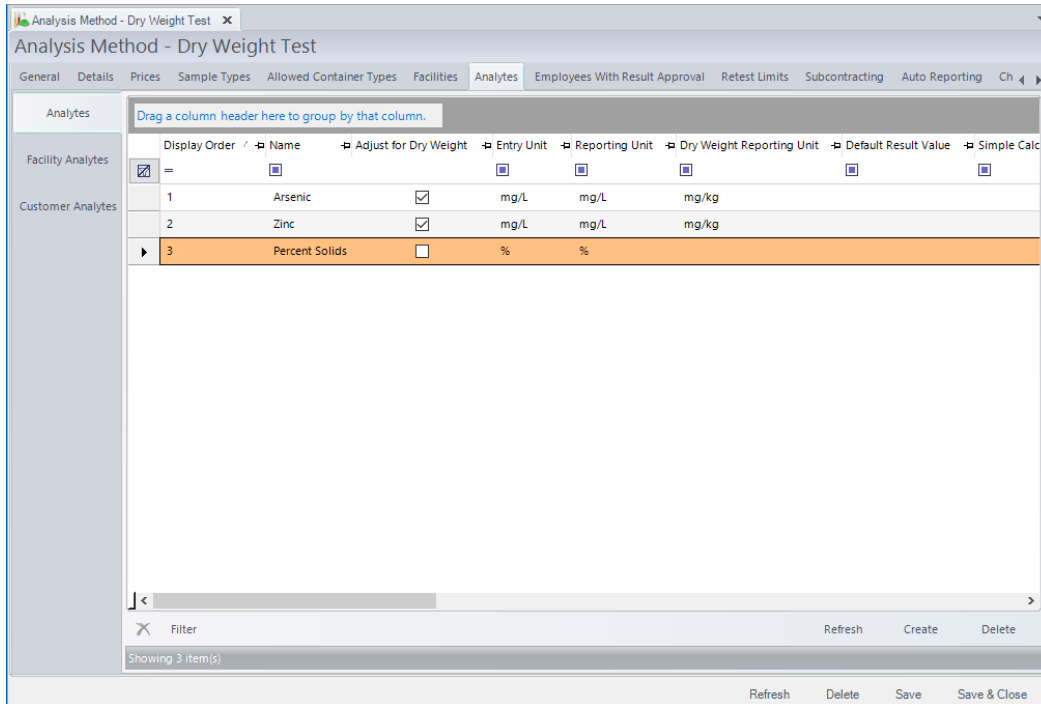 Analysis Method - Dry Weight Test X
Analysis Method - Dry Weight Test
General Details Prices Sample Types Allowed Container Types Facilities Analytes Employees With Result Approval Retest Limits Subcontracting Auto Reporting Ch
Analytes
Facility Analytes
Customer Analytes
Drag a column header here to group by that column.
Display Order Name Adjust for Dry Weight Entry Unit Reporting Unit Dry Weight Reporting Unit Default Result Value Simple Calc
=
1 Arsenic mg/L mg/L mg/kg
2 Zinc mg/L mg/L mg/kg
3 Percent Solids % %
Filter Refresh Create Delete
Showing 3 item(s)
Refresh Delete Save Save & Close